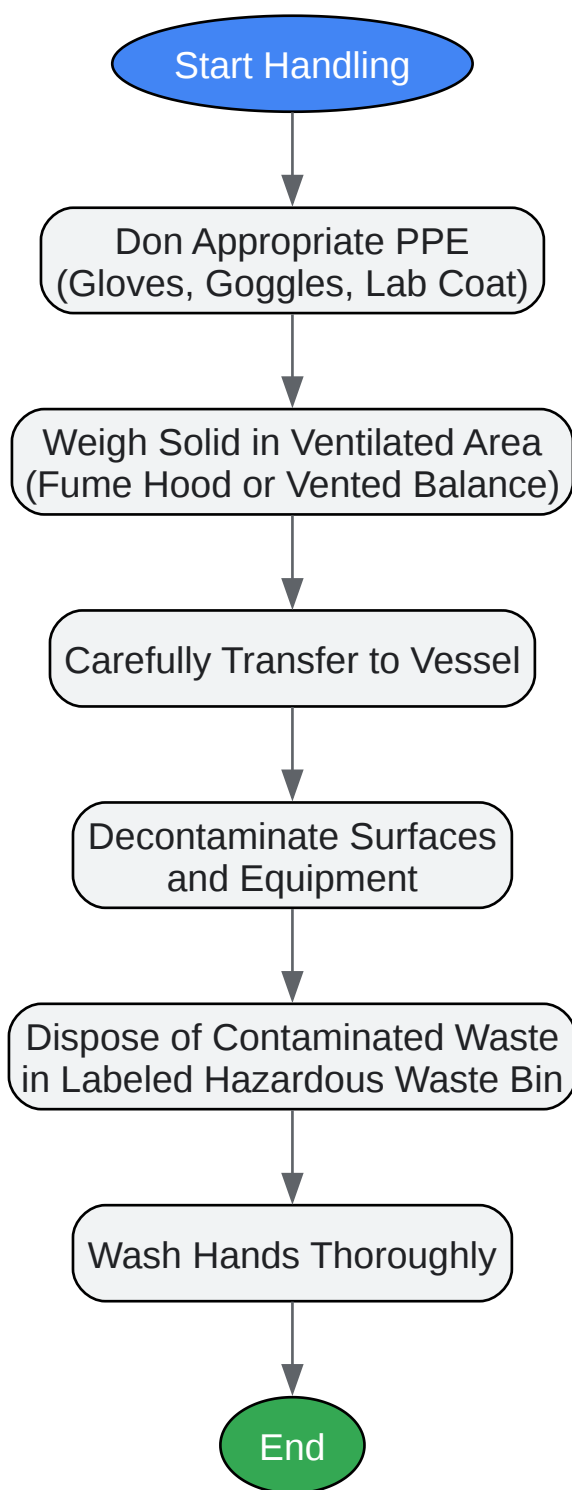 Start Handling
Don Appropriate PPE
(Gloves, Goggles, Lab Coat)
Weigh Solid in Ventilated Area
(Fume Hood or Vented Balance)
Carefully Transfer to Vessel
Decontaminate Surfaces
and Equipment
Dispose of Contaminated Waste
in Labeled Hazardous Waste Bin
Wash Hands Thoroughly
End